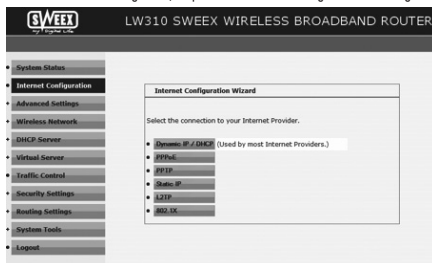 SWEEX
my Digital Life
LW310 SWEEX WIRELESS BROADBAND ROUTER
System Status
Internet Configuration
Advanced Settings
Wireless Network
DHCP Server
Virtual Server
Traffic Control
Security Settings
Routing Settings
System Tools
Logout
Internet Configuration Wizard
Select the connection to your Internet Provider.
Dynamic IP / DHCP (Used by most Internet Providers.)
PPPoE
PPTP
Static IP
L2TP
802.1X